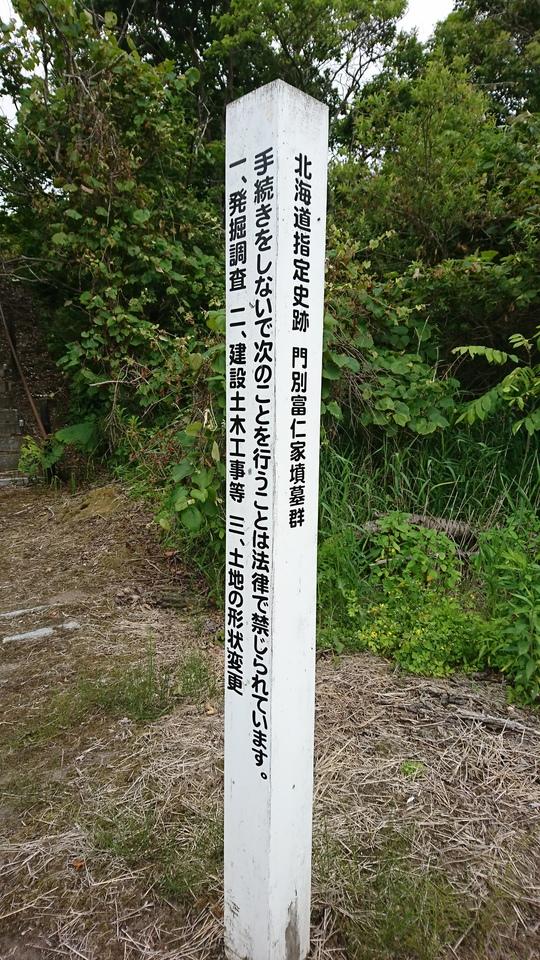 北海道指定史跡 門別富仁家墳墓群
手続きをしないで次のことを行うことは法律で禁じられています。
一、発掘調査 二、建設土木工事等 三、土地の形状変更